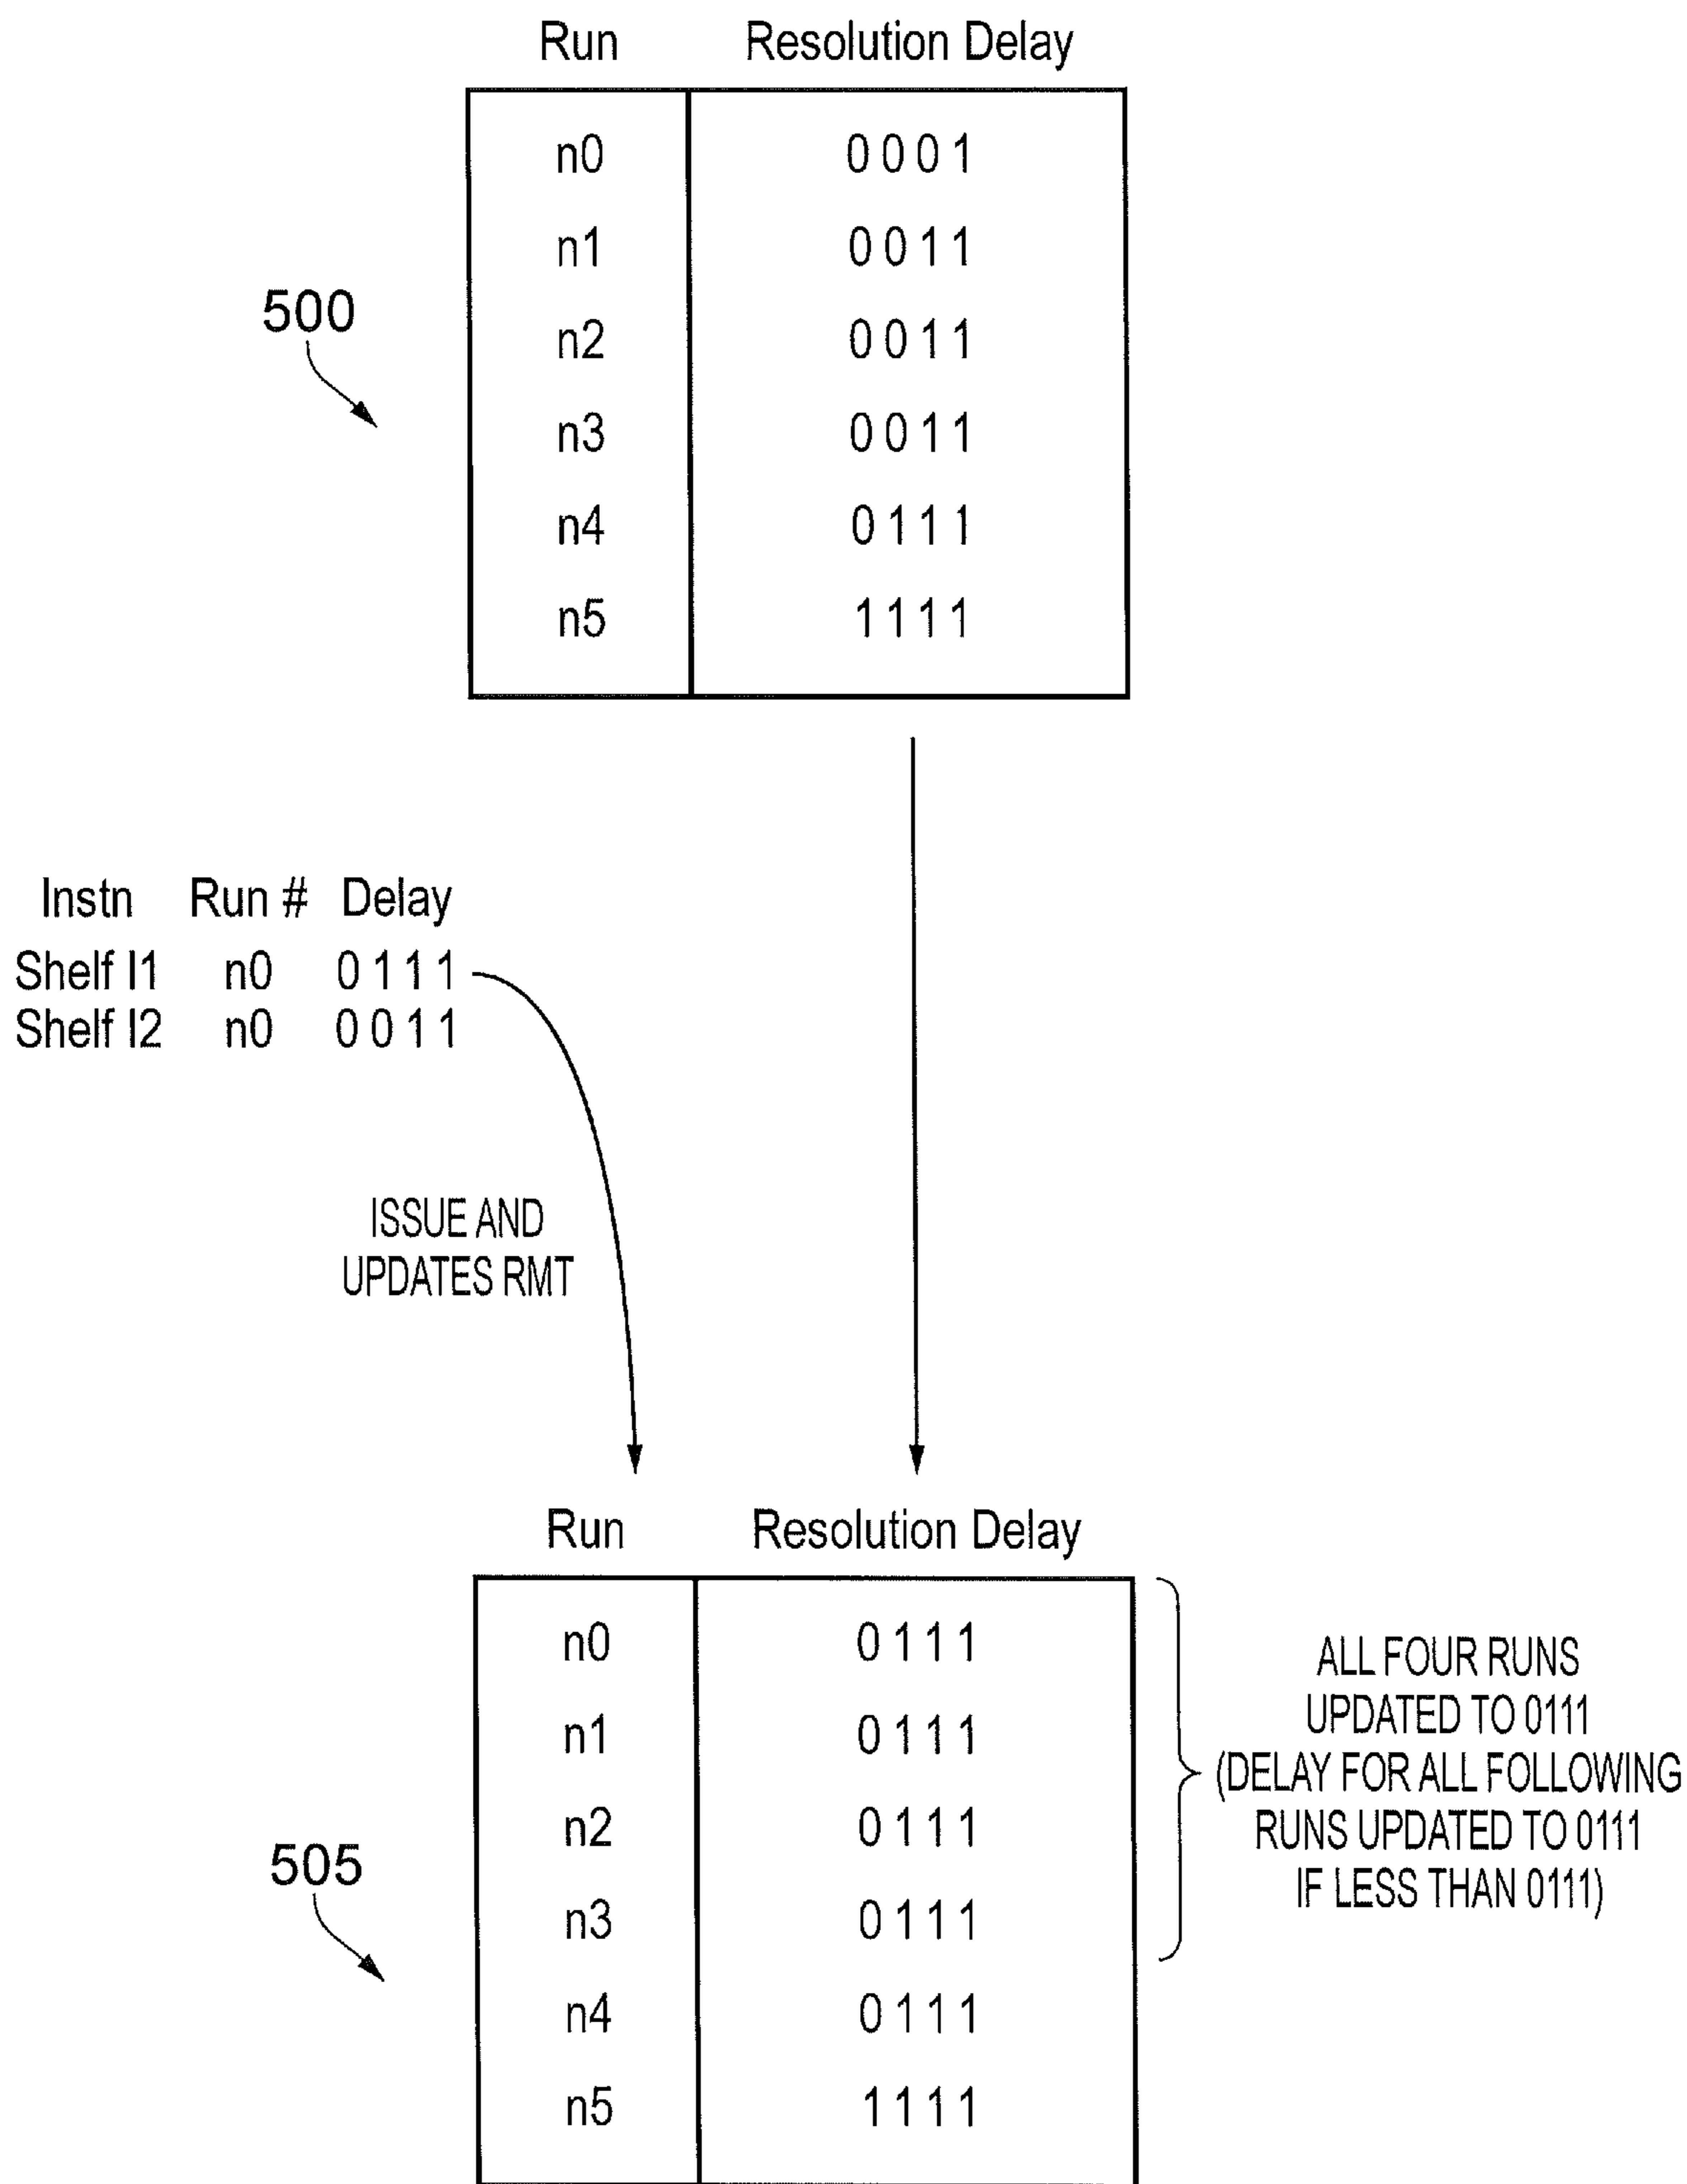 Run Resolution Delay
n0 0 0 0 1
n1 0 0 1 1
n2 0 0 1 1
500
n3 0 0 1 1
n4 0 1 1 1
n5 1 1 1 1
Instn Run # Delay
Shelf I1 n0 0 1 1 1
Shelf I2 n0 0 0 1 1
ISSUE AND
UPDATES RMT
Run Resolution Delay
n0 0 1 1 1
n1 0 1 1 1
n2 0 1 1 1
n3 0 1 1 1
n4 0 1 1 1
n5 1 1 1 1
505
ALL FOUR RUNS
UPDATED TO 0111
(DELAY FOR ALL FOLLOWING
RUNS UPDATED TO 0111
IF LESS THAN 0111)